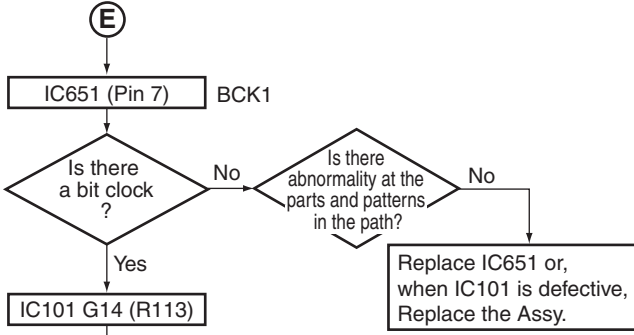 E
IC651 (Pin 7)
BCK1
Is there
a bit clock
?
No
Is there
abnormality at the
parts and patterns
in the path?
No
Yes
Replace IC651 or,
when IC101 is defective,
Replace the Assy.
IC101 G14 (R113)